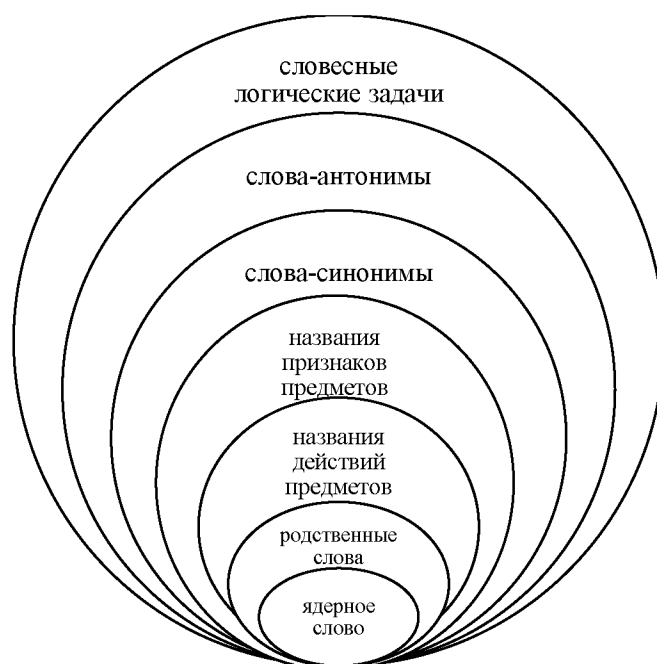 словесные
логические задачи
слова-антонимы
слова-синонимы
названия
признаков
предметов
названия
действий
предметов
родственные
слова
ядерное
слово